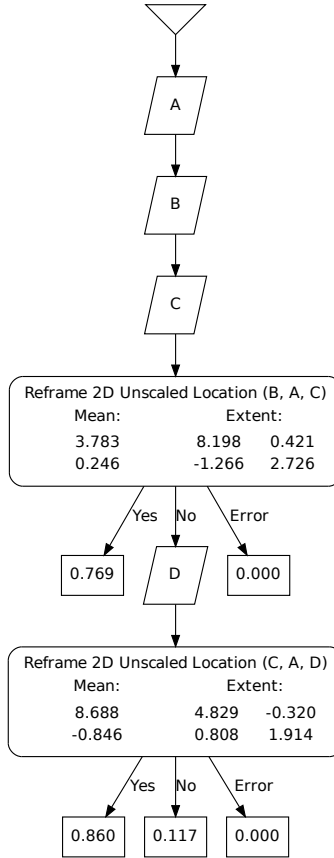 A
B
C
Reframe 2D Unscaled Location (B, A, C)
Mean: Extent:
3.783 8.198 0.421
0.246 -1.266 2.726
Yes No Error
0.769 D 0.000
Reframe 2D Unscaled Location (C, A, D)
Mean: Extent:
8.688 4.829 -0.320
-0.846 0.808 1.914
Yes No Error
0.860 0.117 0.000